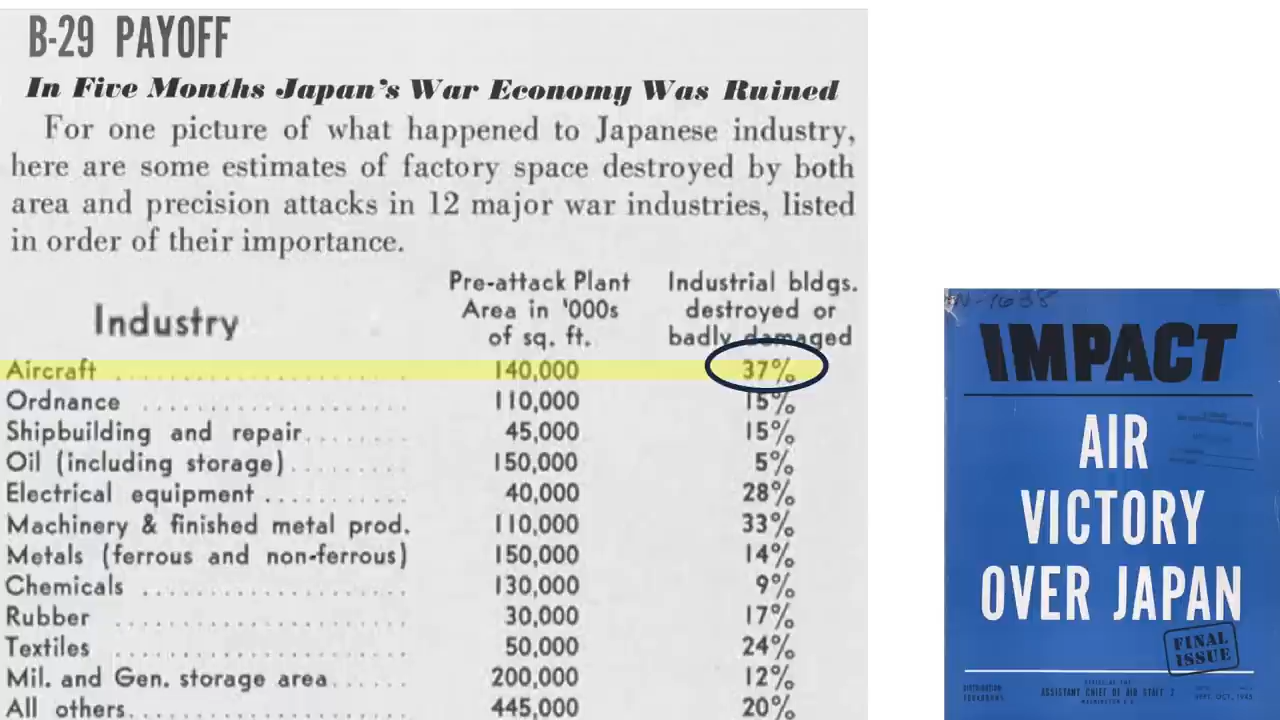 B-29 PAYOFF
In Five Months Japan's War Economy Was Ruined
For one picture of what happened to Japanese industry,
here are some estimates of factory space destroyed by both
area and precision attacks in 12 major war industries, listed
in order of their importance.
Industry
Pre-attack Plant
Area in '000s
of sq. ft.
Industrial bldgs.
destroyed or
badly damaged
Aircraft .................... 140,000 37%
Ordnance .................... 110,000 15%
Shipbuilding and repair....... 45,000 15%
Oil (including storage)........ 150,000 5%
Electrical equipment .......... 40,000 28%
Machinery & finished metal prod. 110,000 33%
Metals (ferrous and non-ferrous) 150,000 14%
Chemicals .................. 130,000 9%
Rubber .................... 30,000 17%
Textiles .................... 50,000 24%
Mil. and Gen. storage area...... 200,000 12%
All others.................... 445,000 20%
IMPACT
AIR
VICTORY
OVER JAPAN
FINAL
ISSUE
ASSISTANT CHIEF OF AIR STAFF 2